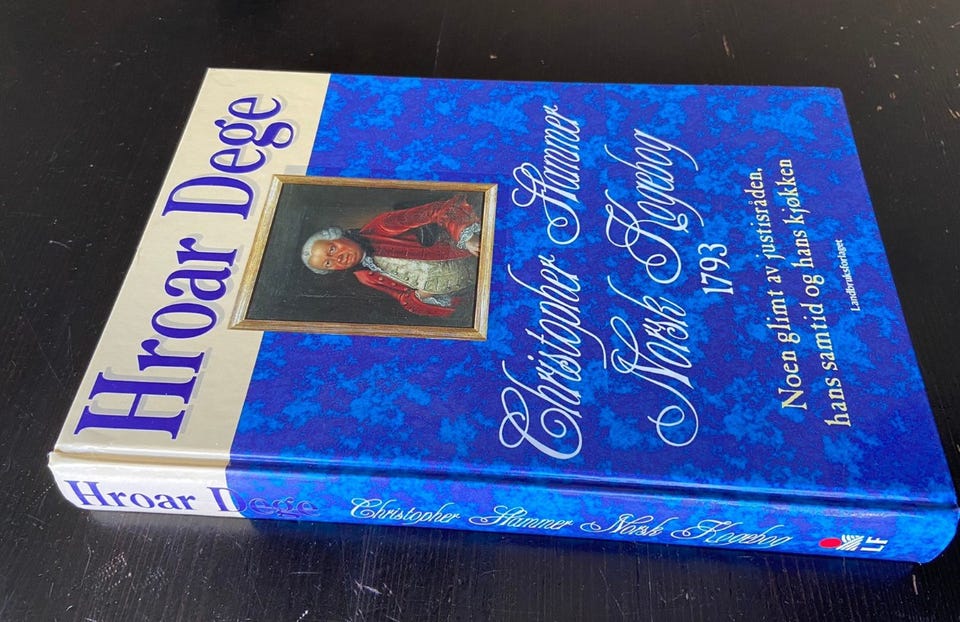 Hroar Dege
Christopher Hammer
Norsk Kogebog
1793
Noen glimt av justisråden,
hans samtid og hans kjøkken
Landbruksforlaget
Hroar Dege Christopher Hammer Norsk Kogebog LF